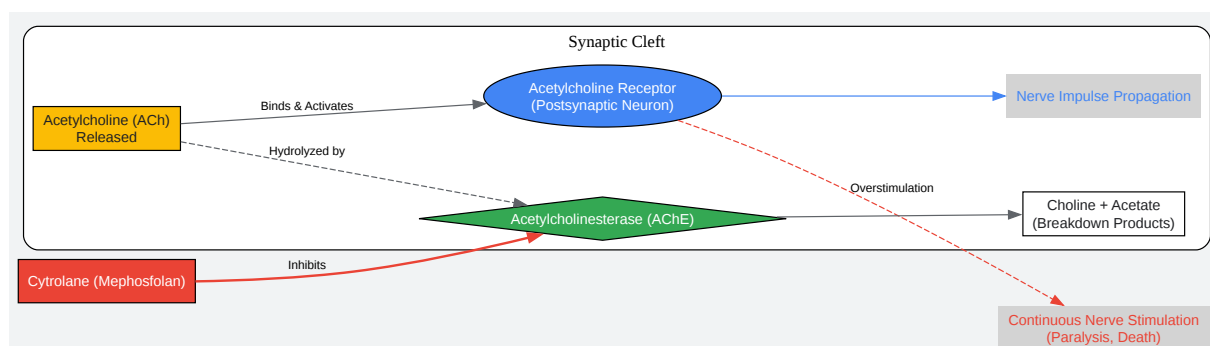 Synaptic Cleft
Acetylcholine (ACh)
Released
Binds & Activates
Hydrolyzed by
Acetylcholine Receptor
(Postsynaptic Neuron)
Nerve Impulse Propagation
Overstimulation
Acetylcholinesterase (AChE)
Choline + Acetate
(Breakdown Products)
Cytrolane (Mephosfolan)
Inhibits
Continuous Nerve Stimulation
(Paralysis, Death)